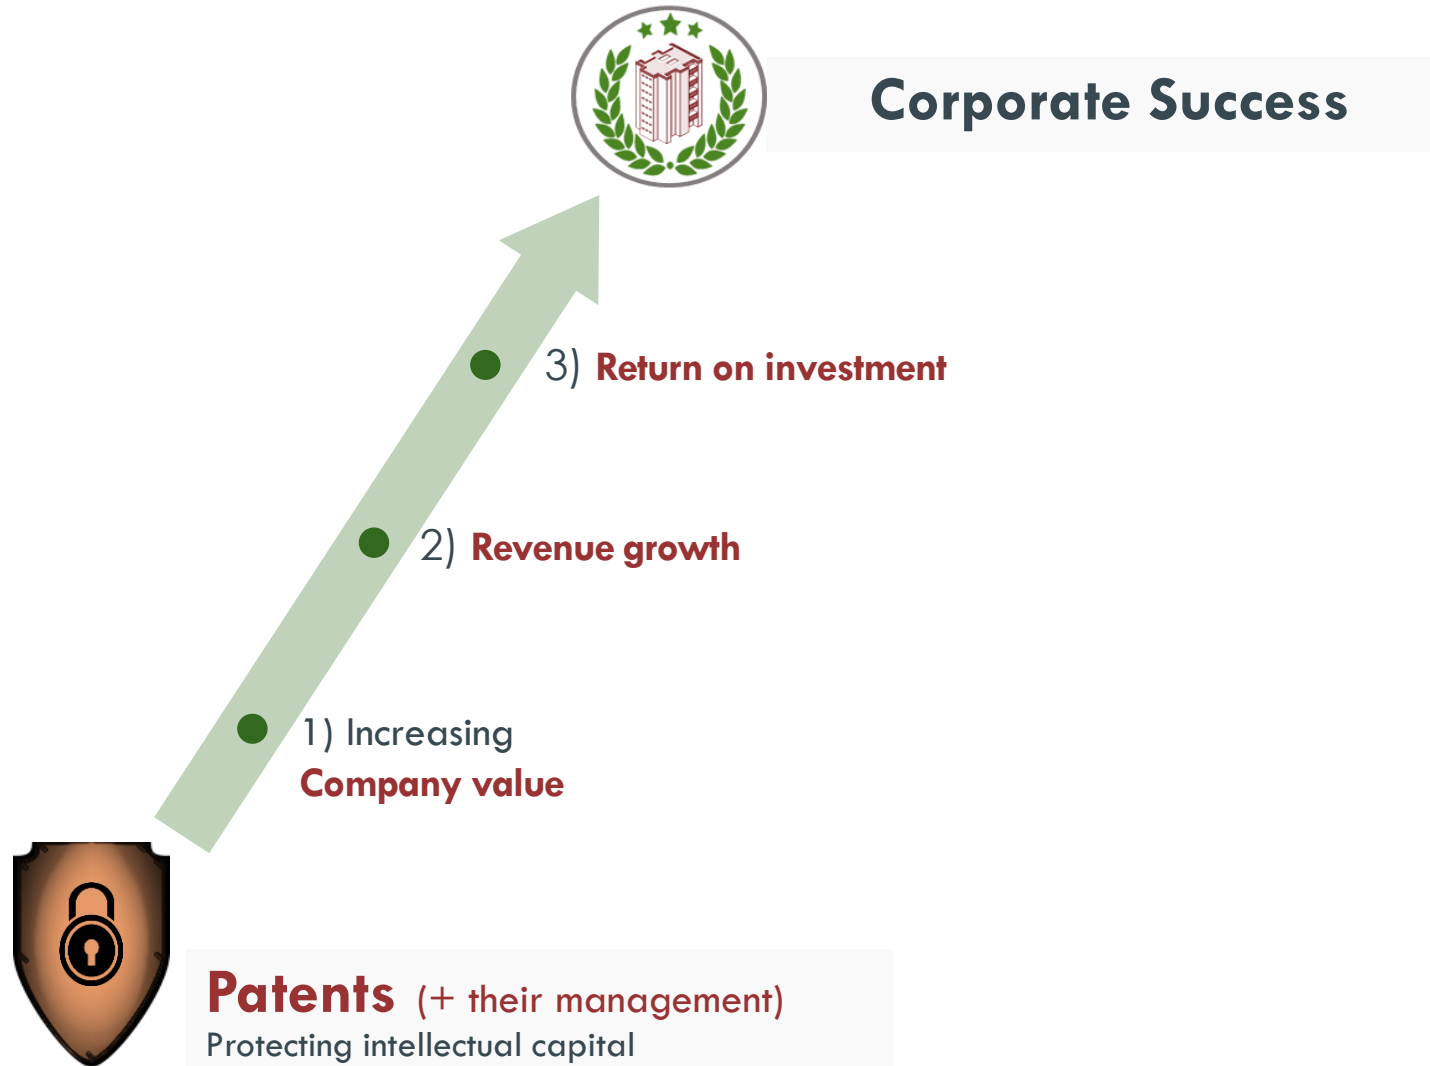 Corporate Success
3) Return on investment
2) Revenue growth
1) Increasing
Company value
Patents (+ their management)
Protecting intellectual capital